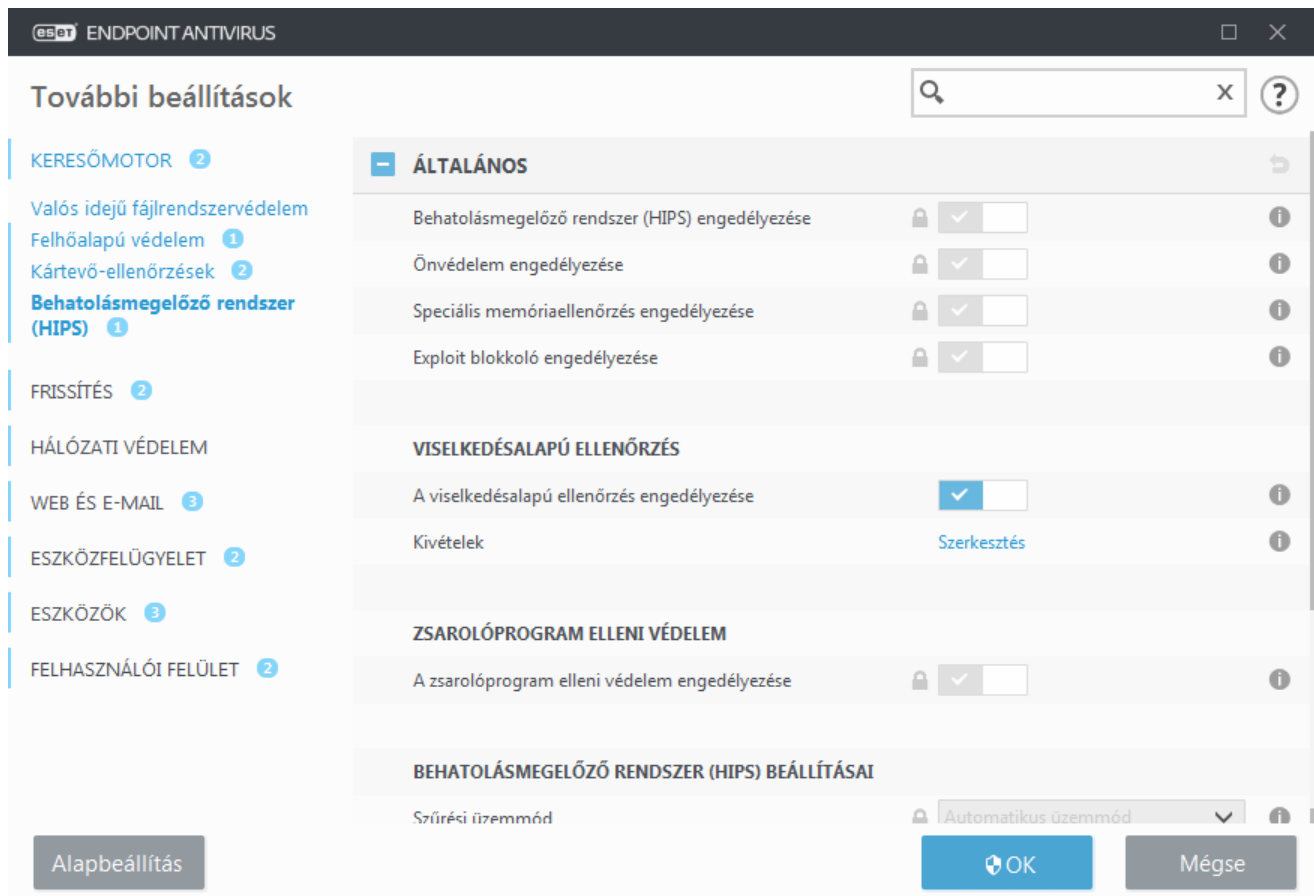 eset ENDPOINT ANTIVIRUS
További beállítások
x
?
KERESŐMOTOR 2
Valós idejű fájlrendszervédelem
Felhőalapú védelem 1
Kártevő-ellenőrzések 2
Behatolásmegelőző rendszer
(HIPS) 1
FRISSÍTÉS 2
HÁLÓZATI VÉDELEM
WEB ÉS E-MAIL 3
ESZKÖZFELÜGYELET 2
ESZKÖZÖK 3
FELHASZNÁLÓI FELÜLET 2
ÁLTALÁNOS
Behatolásmegelőző rendszer (HIPS) engedélyezése
Önvédelem engedélyezése
Speciális memóriaellenőrzés engedélyezése
Exploit blokkoló engedélyezése
VISELKEDÉSALAPÚ ELLENŐRZÉS
A viselkedésalapú ellenőrzés engedélyezése
Kivételek Szerkesztés
ZSAROLÓPROGRAM ELLENI VÉDELEM
A zsarolóprogram elleni védelem engedélyezése
BEHATOLÁSMEGELŐZŐ RENDSZER (HIPS) BEÁLLÍTÁSAI
Szűrési üzemmód Automatikus üzemmód
Alapbeállítás
OK
Mégse